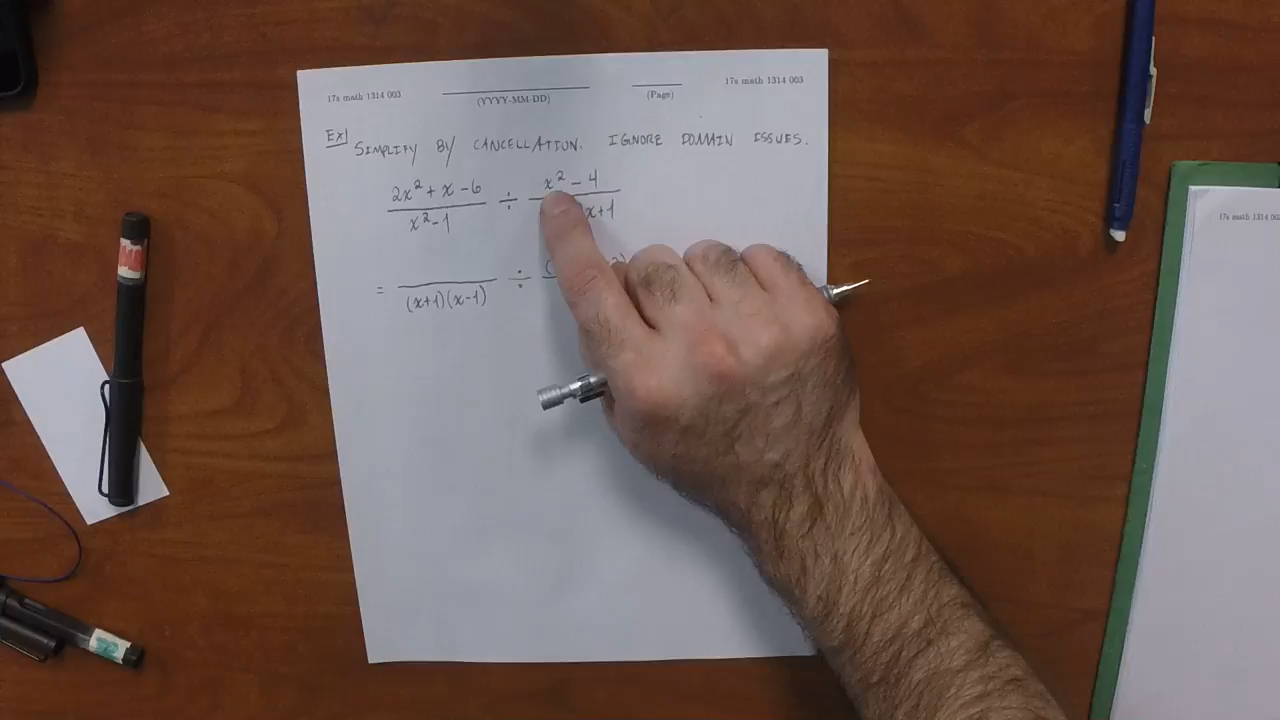 17s math 1314 003 (YYYY-MM-DD) (Page) 17s math 1314 003
Ex| SIMPLIFY BY CANCELLATION. IGNORE DOMAIN ISSUES.
2x² + x - 6 ÷ x² - 4
x² - 1 x + 1
= ÷
(x+1)(x-1)
17s math 1314